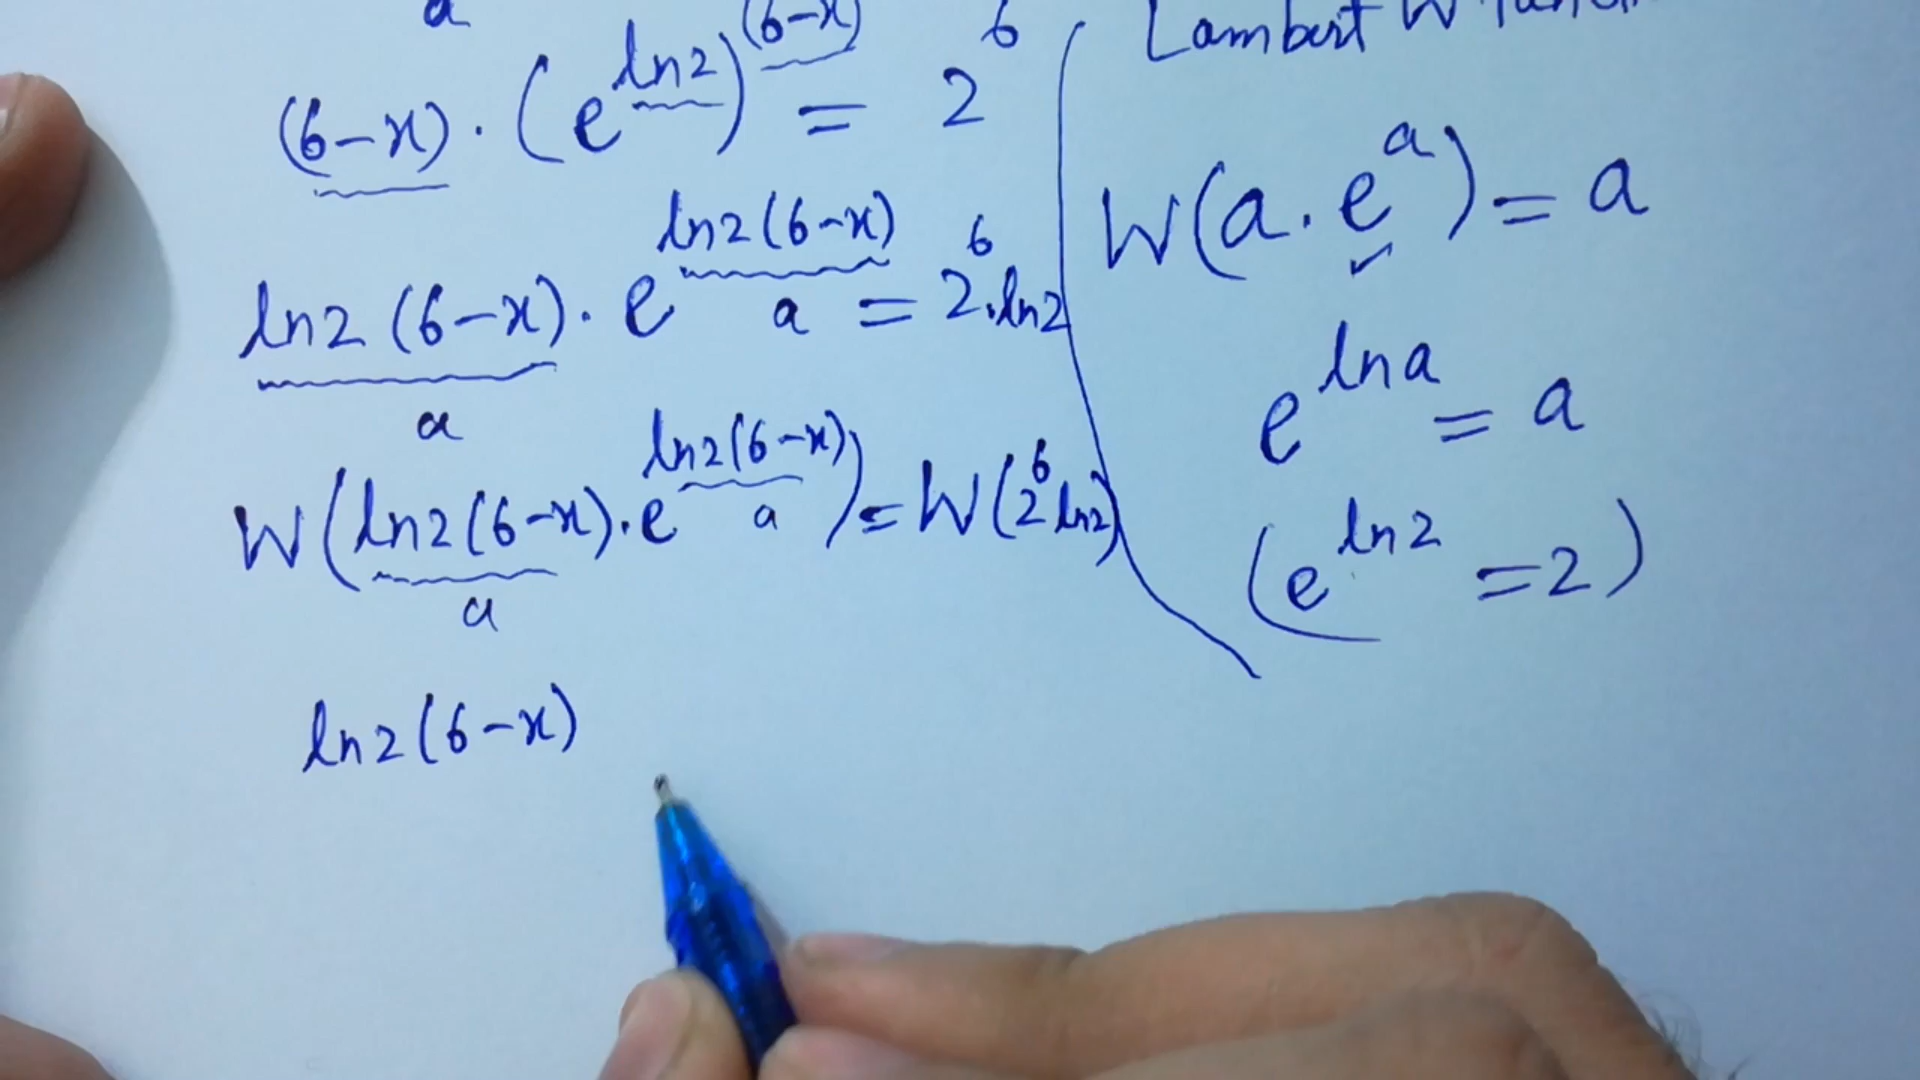 a
(6-x) · (e^ln2)^(6-x) = 2^6
ln2 (6-x) · e^ln2(6-x) = 2^6 · ln2
a a
W(ln2(6-x) · e^ln2(6-x)) = W(2^6 ln2)
a a
ln2(6-x)
Lambert W
W(a · e^a) = a
e^lna = a
(e^ln2 = 2)